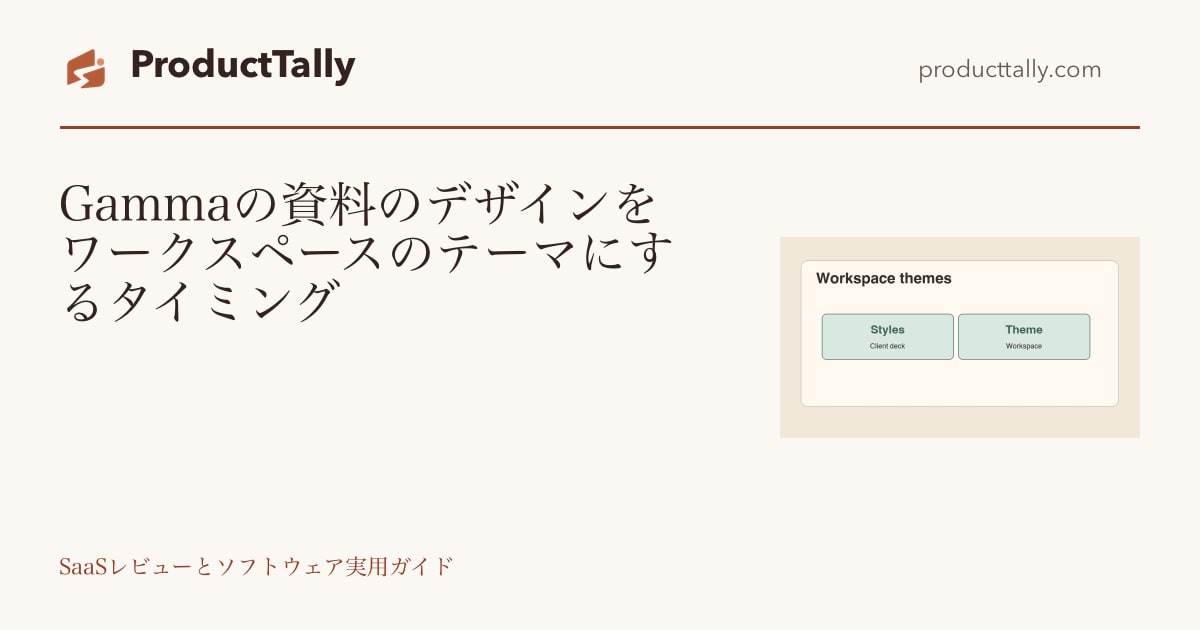 ProductTally
producttally.com
Gammaの資料のデザインを
ワークスペースのテーマにす
るタイミング
Workspace themes
Styles
Client deck
Theme
Workspace
SaaSレビューとソフトウェア実用ガイド